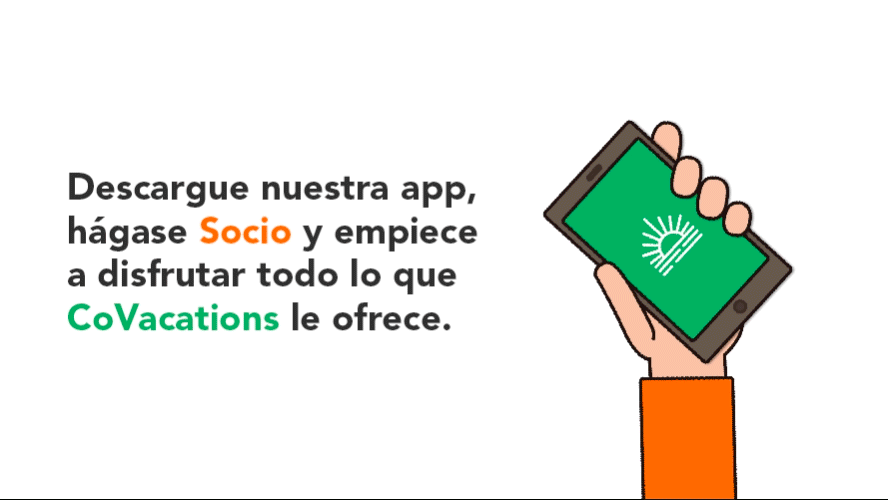 Descargue nuestra app,
hágase Socio y empiece
a disfrutar todo lo que
CoVacations le ofrece.